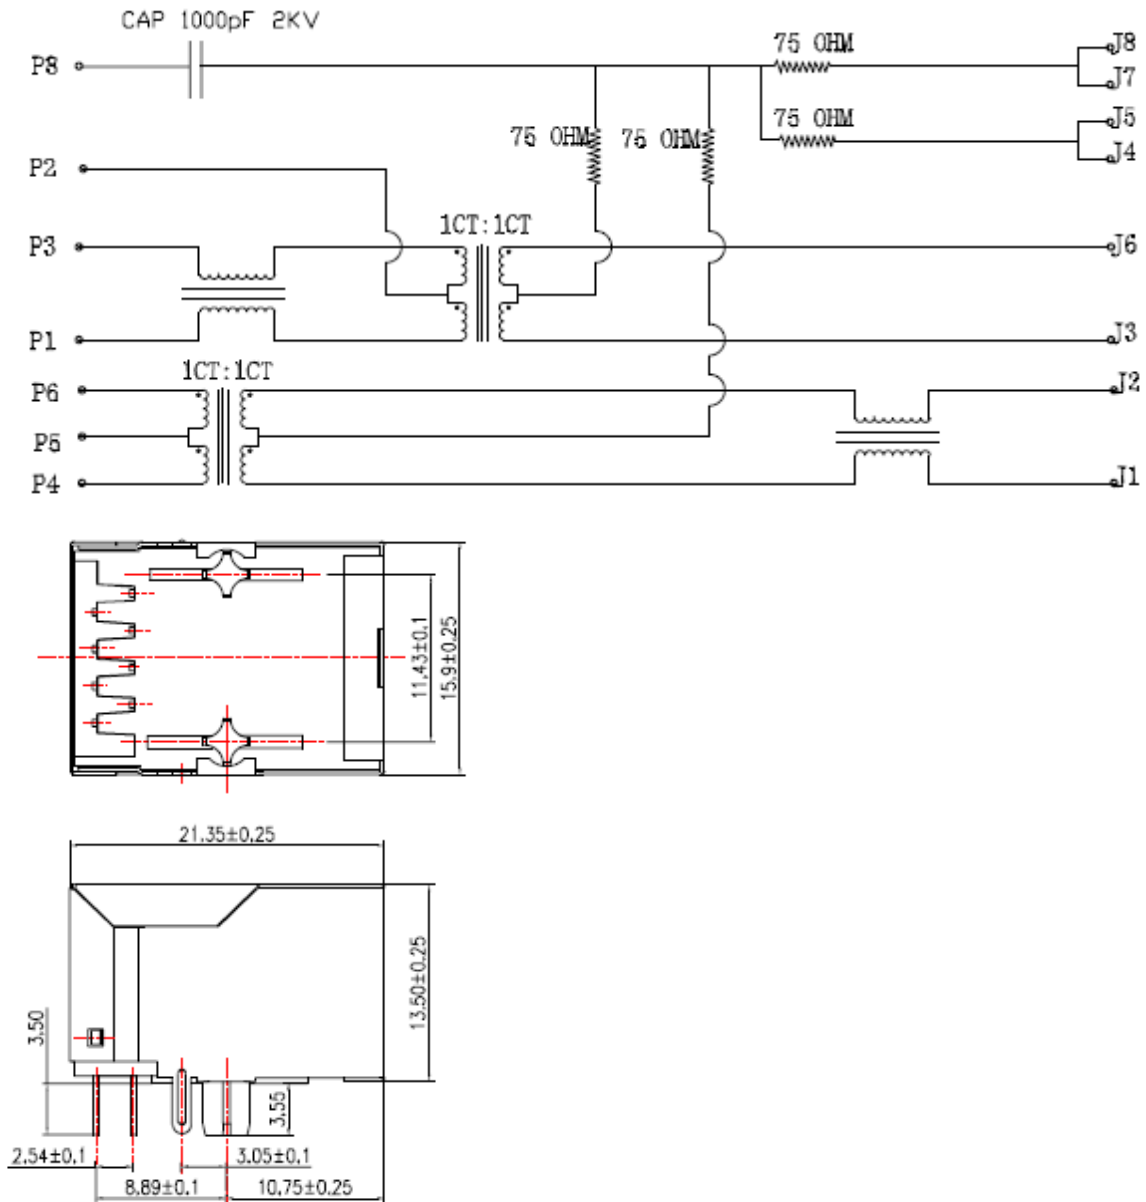 CAP 1000pF 2KV
P8
75 OHM
J8
J7
75 OHM
J5
J4
75 OHM
75 OHM
P2
1CT:1CT
P3
J6
P1
J3
1CT:1CT
P6
J2
P5
P4
J1
11.43±0.1
15.9±0.25
21.35±0.25
13.50±0.25
3.50
3.55
2.54±0.1
3.05±0.1
8.89±0.1
10.75±0.25